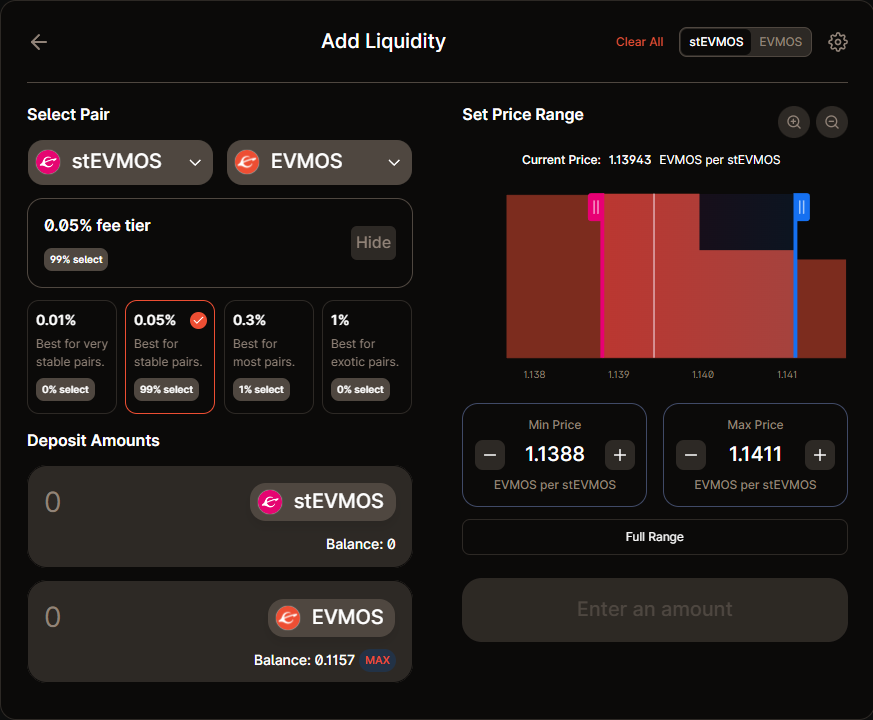 Add Liquidity
Clear All
stEVMOS EVMOS
Select Pair
stEVMOS
EVMOS
0.05% fee tier
99% select
Hide
0.01%
Best for very
stable pairs.
0% select
0.05%
Best for
stable pairs.
99% select
0.3%
Best for
most pairs.
1% select
1%
Best for
exotic pairs.
0% select
Deposit Amounts
0
stEVMOS
Balance: 0
0
EVMOS
Balance: 0.1157 MAX
Set Price Range
Current Price: 1.13943 EVMOS per stEVMOS
1.138 1.139 1.140 1.141
Min Price
1.1388
EVMOS per stEVMOS
Max Price
1.1411
EVMOS per stEVMOS
Full Range
Enter an amount